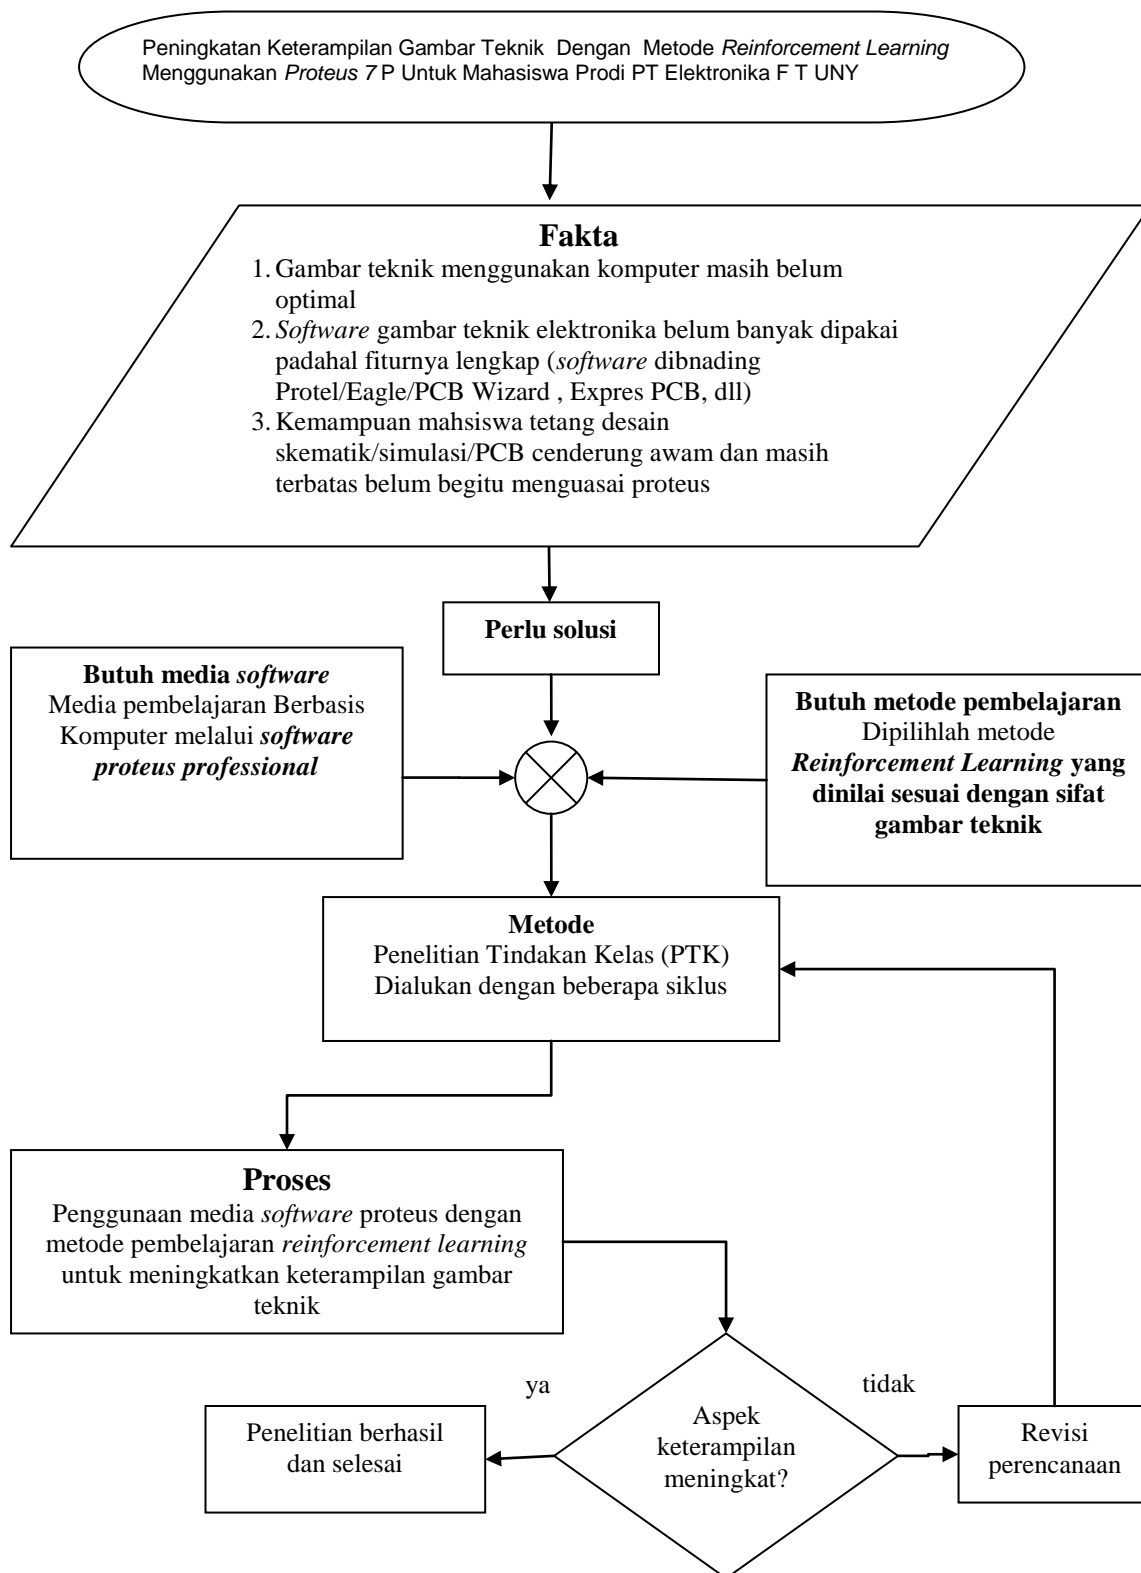 Peningkatan Keterampilan Gambar Teknik Dengan Metode Reinforcement Learning
Menggunakan Proteus 7 P Untuk Mahasiswa Prodi PT Elektronika F T UNY
Fakta
1. Gambar teknik menggunakan komputer masih belum
optimal
2. Software gambar teknik elektronika belum banyak dipakai
padahal fiturnya lengkap (software dibnading
Protel/Eagle/PCB Wizard , Expres PCB, dll)
3. Kemampuan mahsiswa tetang desain
skematik/simulasi/PCB cenderung awam dan masih
terbatas belum begitu menguasai proteus
Perlu solusi
Butuh media software
Media pembelajaran Berbasis
Komputer melalui software
proteus professional
Butuh metode pembelajaran
Dipilihlah metode
Reinforcement Learning yang
dinilai sesuai dengan sifat
gambar teknik
Metode
Penelitian Tindakan Kelas (PTK)
Dialukan dengan beberapa siklus
Proses
Penggunaan media software proteus dengan
metode pembelajaran reinforcement learning
untuk meningkatkan keterampilan gambar
teknik
ya
tidak
Penelitian berhasil
dan selesai
Aspek
keterampilan
meningkat?
Revisi
perencanaan